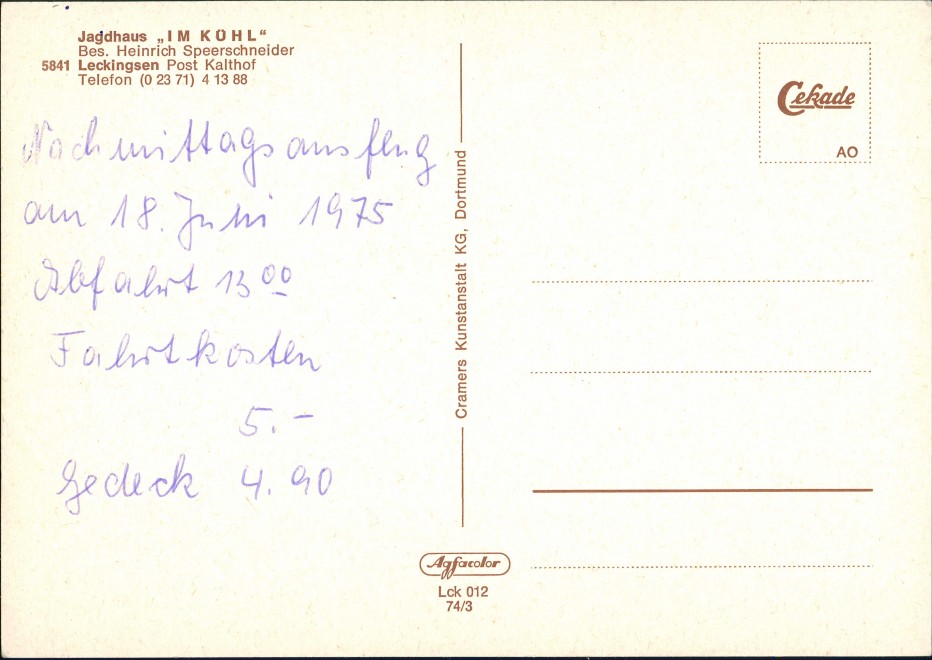 Jagdhaus „IM KÜHL“
Bes. Heinrich Speerschneider
5841 Leckingsen Post Kalthof
Telefon (0 23 71) 4 13 88
Nachmittagsausflug
am 18. Juni 1975
Abfahrt 13 00
Fahrtkosten
5.–
Gedeck 4.90
Cramers Kunstanstalt KG, Dortmund
Cekade
AO
Agfacolor
Lck 012
74/3